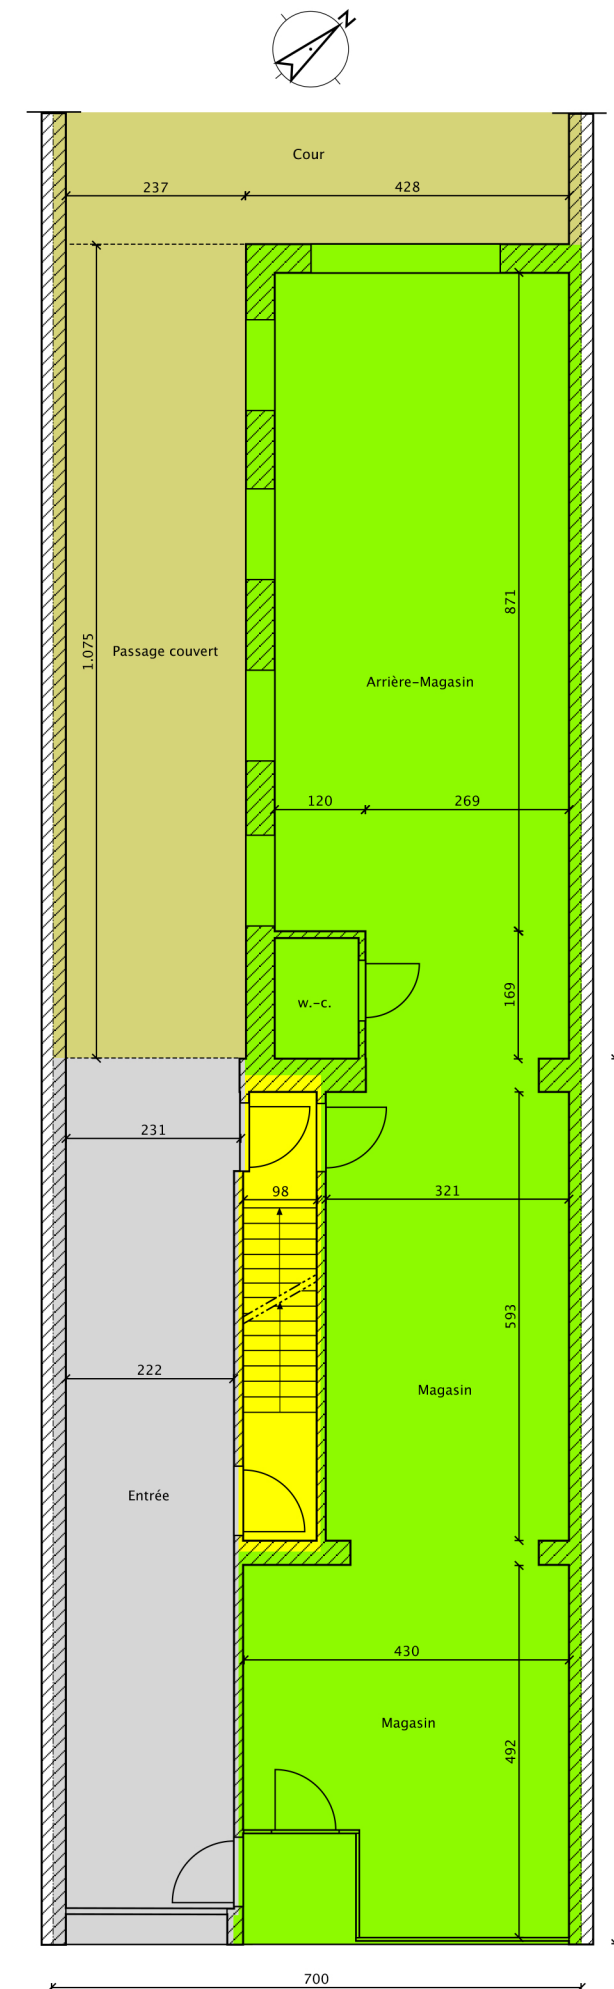 N
Cour
237 428
871
1.075
Passage couvert
Arrière-Magasin
120 269
w.-c.
169
231
98 321
593
222
Magasin
Entrée
430
Magasin
492
700